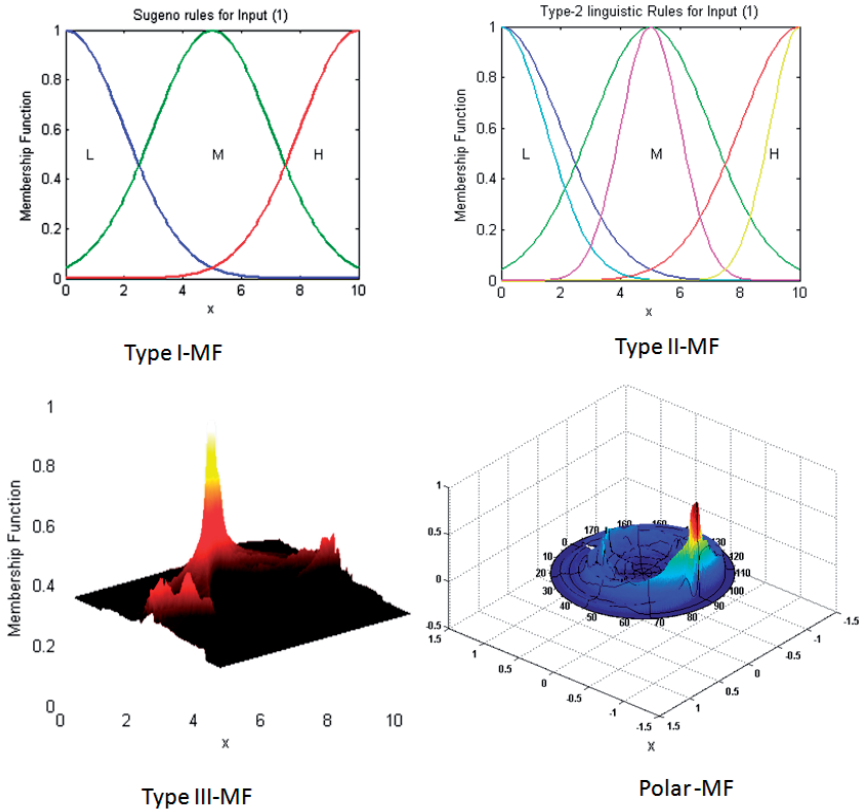 Sugeno rules for Input (1)
Membership Function
1
0.8
0.6
0.4
0.2
0
L
M
H
0 2 4 6 8 10
x
Type I-MF
Type-2 linguistic Rules for Input (1)
Membership Function
1
0.8
0.6
0.4
0.2
0
L
M
H
0 2 4 6 8 10
x
Type II-MF
Membership Function
1
0.8
0.6
0.4
0.2
0
0 2 4 6 8 10
x
Type III-MF
1
0.5
0
-0.5
1.5 1 0.5 0 -0.5 -1 -1.5
1.5 1 0.5 0 -0.5 -1 -1.5
170 160
0 10 20 30 40 50 60 70 80 90 100 110 120 130
x
Polar -MF